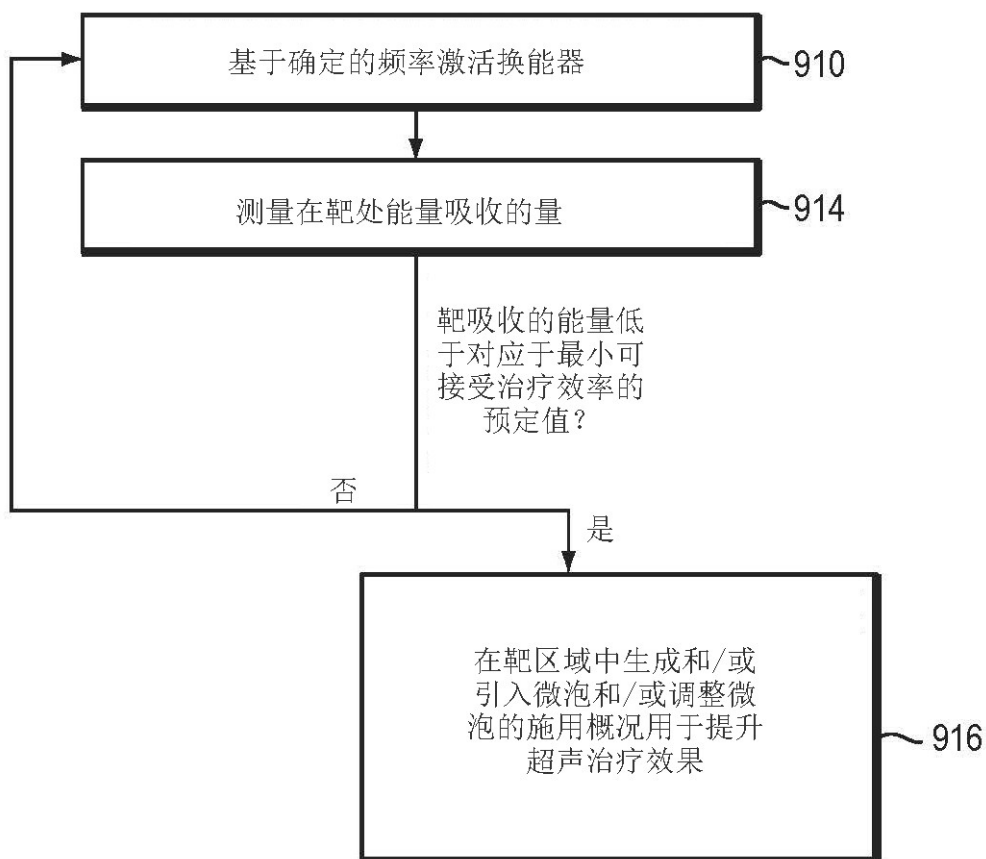 基于确定的频率激活换能器
910
测量在靶处能量吸收的量
914
靶吸收的能量低
于对应于最小可
接受治疗效率的
预定值？
否
是
在靶区域中生成和/或
引入微泡和/或调整微
泡的施用概况用于提升
超声治疗效果
916